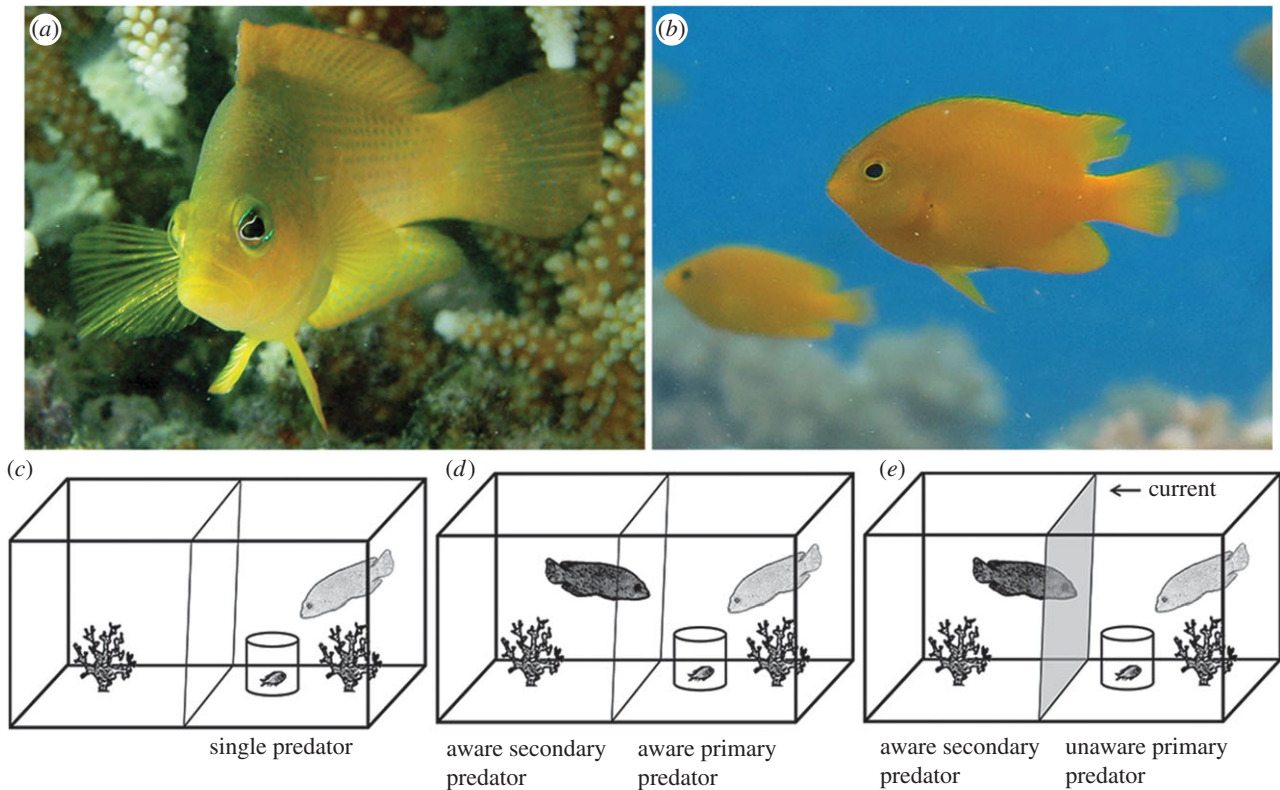 (a)
(b)
(c)
(d)
(e)
← current
single predator
aware secondary
predator
aware primary
predator
aware secondary
predator
unaware primary
predator